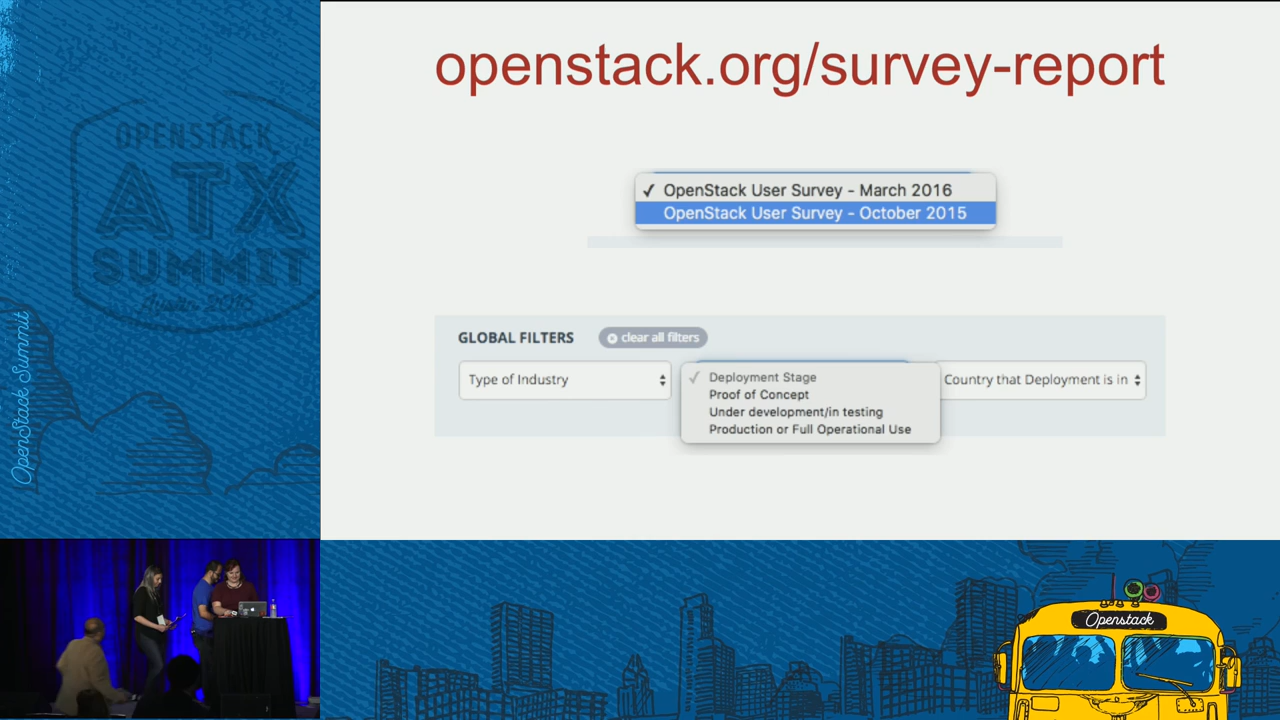 openstack.org/survey-report
✓ OpenStack User Survey - March 2016
OpenStack User Survey - October 2015
GLOBAL FILTERS
clear all filters
Type of Industry
✓ Deployment Stage
Proof of Concept
Under development/in testing
Production or Full Operational Use
Country that Deployment is in
OPENSTACK
ATX
SUMMIT
Austin 2016
OpenStack Summit
Openstack